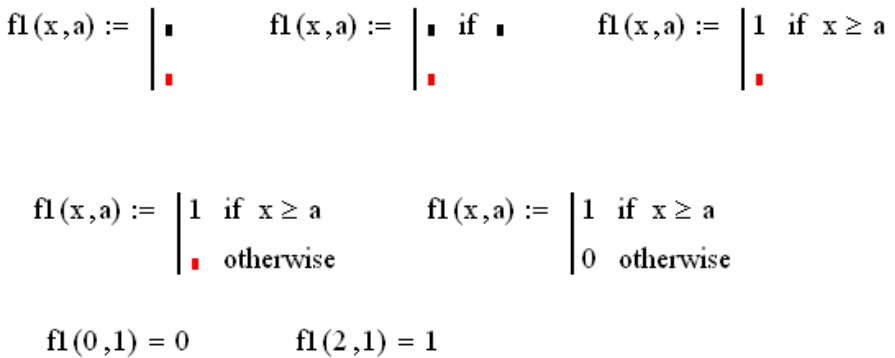 f1(x,a) := | ▪ f1(x,a) := | ▪ if ▪ f1(x,a) := | 1 if x ≥ a
▪ ▪ ▪
f1(x,a) := | 1 if x ≥ a f1(x,a) := | 1 if x ≥ a
▪ otherwise 0 otherwise
f1(0,1) = 0 f1(2,1) = 1